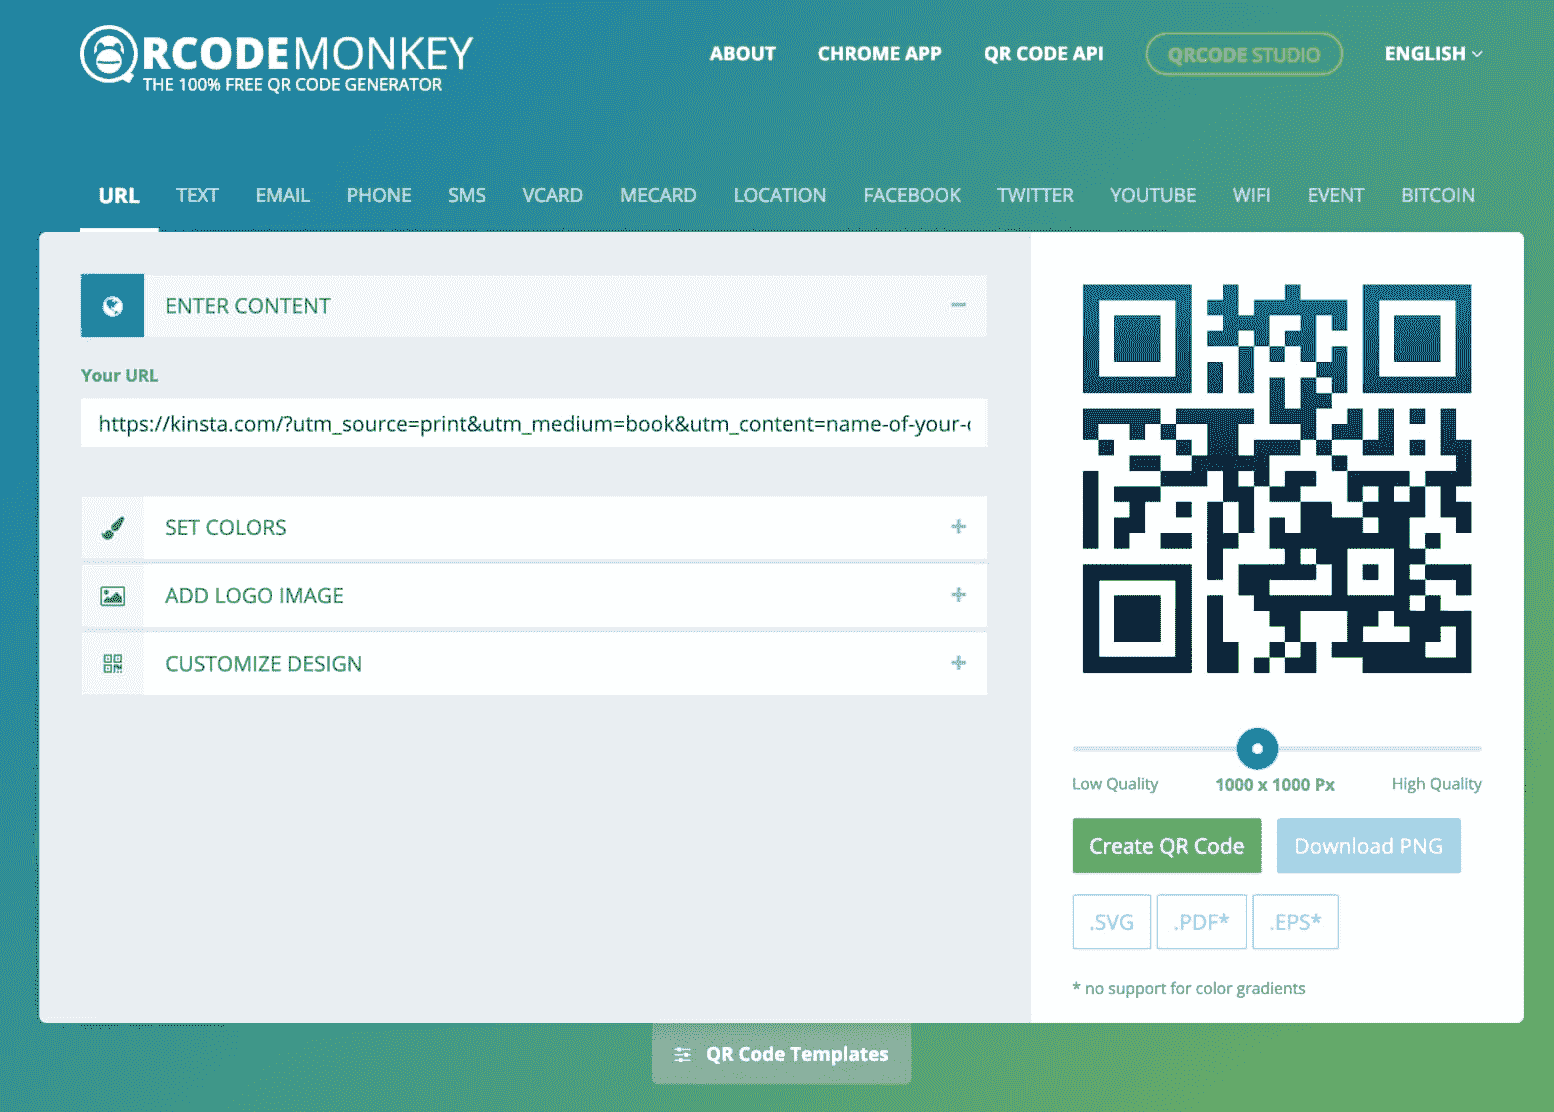 QRCODEMONKEY
THE 100% FREE QR CODE GENERATOR
ABOUT CHROME APP QR CODE API QRCODE STUDIO ENGLISH
URL TEXT EMAIL PHONE SMS VCARD MECARD LOCATION FACEBOOK TWITTER YOUTUBE WIFI EVENT BITCOIN
ENTER CONTENT
Your URL
https://kinsta.com/?utm_source=print&utm_medium=book&utm_content=name-of-your-
SET COLORS
ADD LOGO IMAGE
CUSTOMIZE DESIGN
Low Quality 1000 x 1000 Px High Quality
Create QR Code Download PNG
.SVG .PDF* .EPS*
* no support for color gradients
QR Code Templates